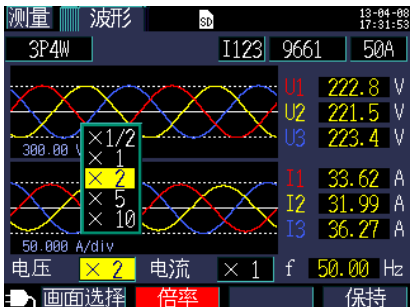 测量 波形 SD 13-04-08
17:31:53
3P4W I123 9661 50A
U1 222.8 V
U2 221.5 V
U3 223.4 V
300.00 V
×1/2
× 1
× 2
× 5
× 10
I1 33.62 A
I2 31.99 A
I3 36.27 A
50.000 A/div
电压 × 2 电流 × 1 f 50.00 Hz
画面选择 倍率 保持